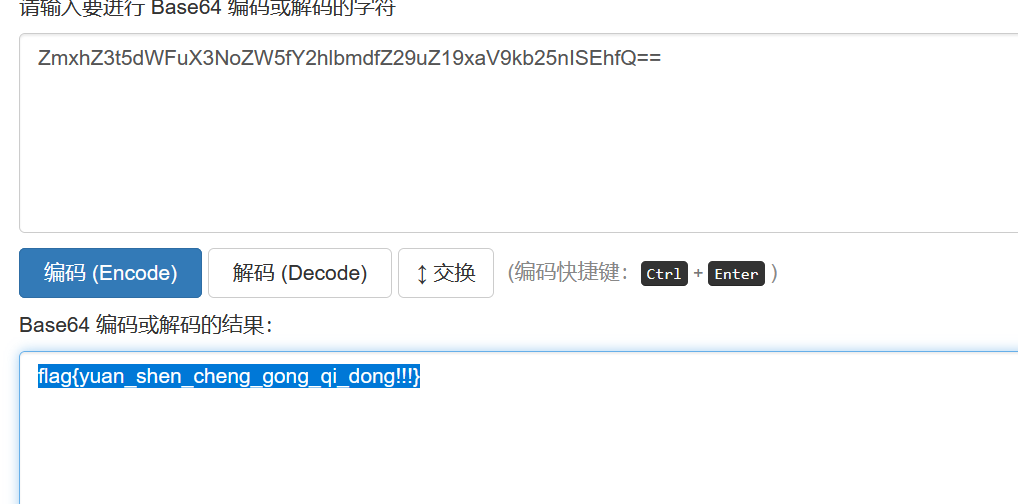 请输入要进行 Base64 编码或解码的字符
ZmxhZ3t5dWFuX3NoZW5fY2hlbmdfZ29uZ19xaV9kb25nISEhfQ==
编码 (Encode) 解码 (Decode) ↕ 交换 (编码快捷键： Ctrl + Enter )
Base64 编码或解码的结果：
flag{yuan_shen_cheng_gong_qi_dong!!!}